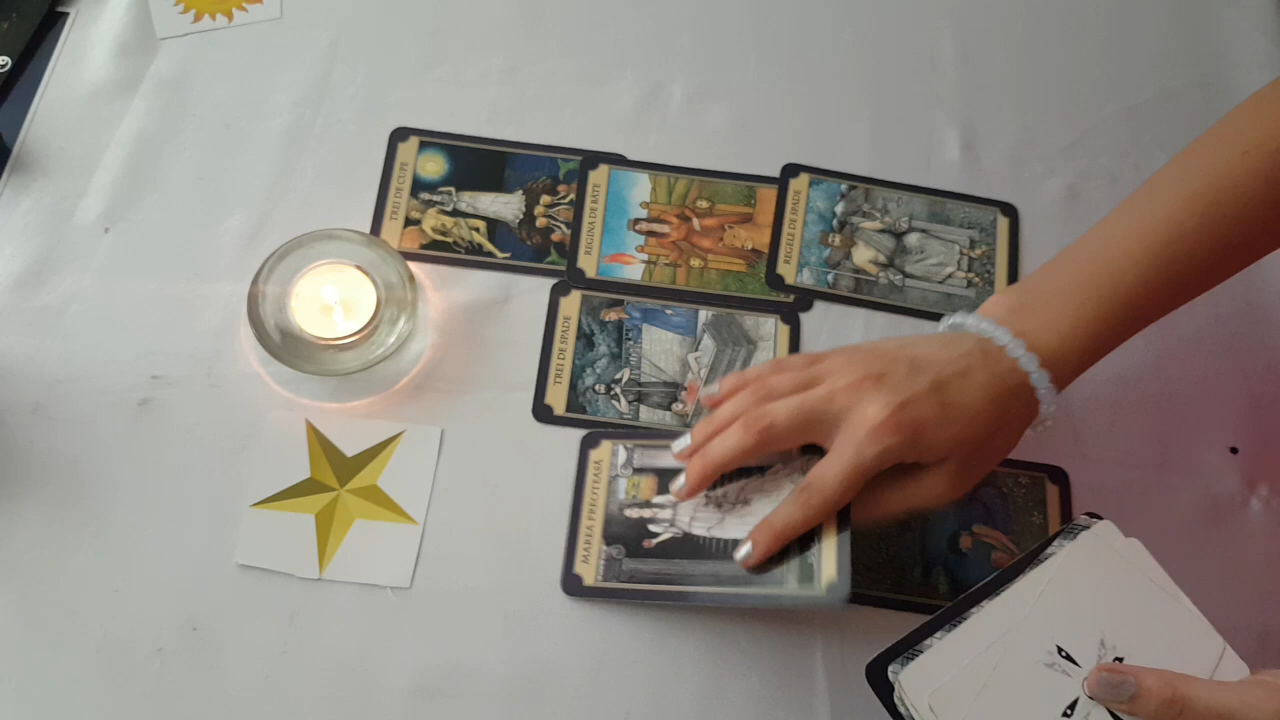 TREI DE CUPE
REGINA DE BÂTE
REGELE DE SPADE
TREI DE SPADE
MAREA PREOTEASĂ